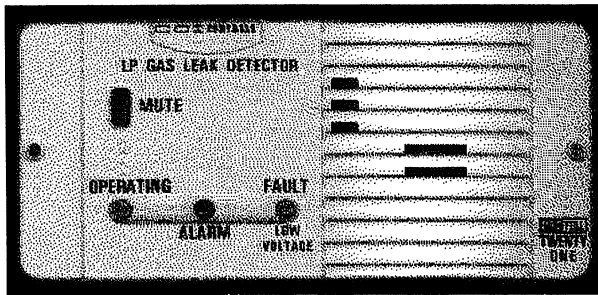 LP GAS LEAK DETECTOR
MUTE
OPERATING
FAULT
ALARM
LOW
VOLTAGE
TWENTY
ONE